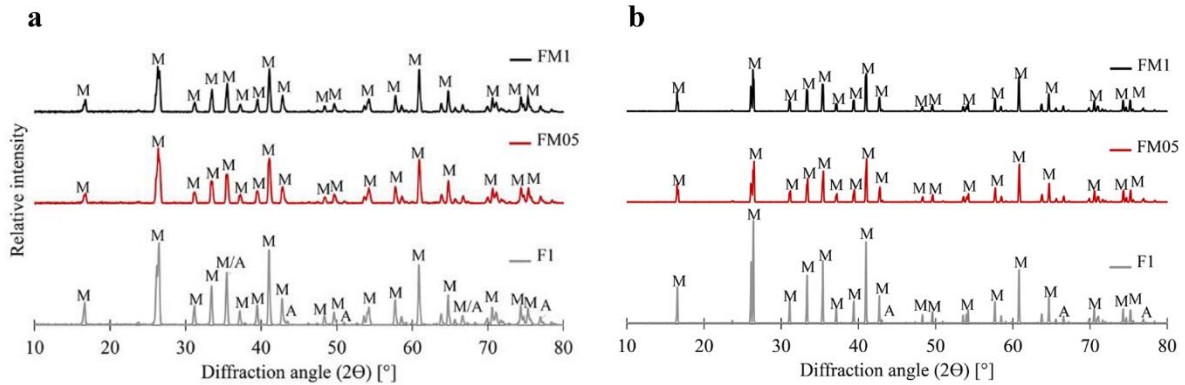 a
FM1
M M M M M M M M M M M M M M M M M M
FM05
M M M M M M M M M M M M M M M M M M
F1
M M M M M/A M M M M A M M A M M M M M/A M M M A
Relative intensity
10 20 30 40 50 60 70 80
Diffraction angle (2Θ) [°]
b
FM1
M M M M M M M M M M M M M M M M M M
FM05
M M M M M M M M M M M M M M M M M M
F1
M M M M M M M M M A M M M M M M A M M M A
10 20 30 40 50 60 70 80
Diffraction angle (2Θ) [°]